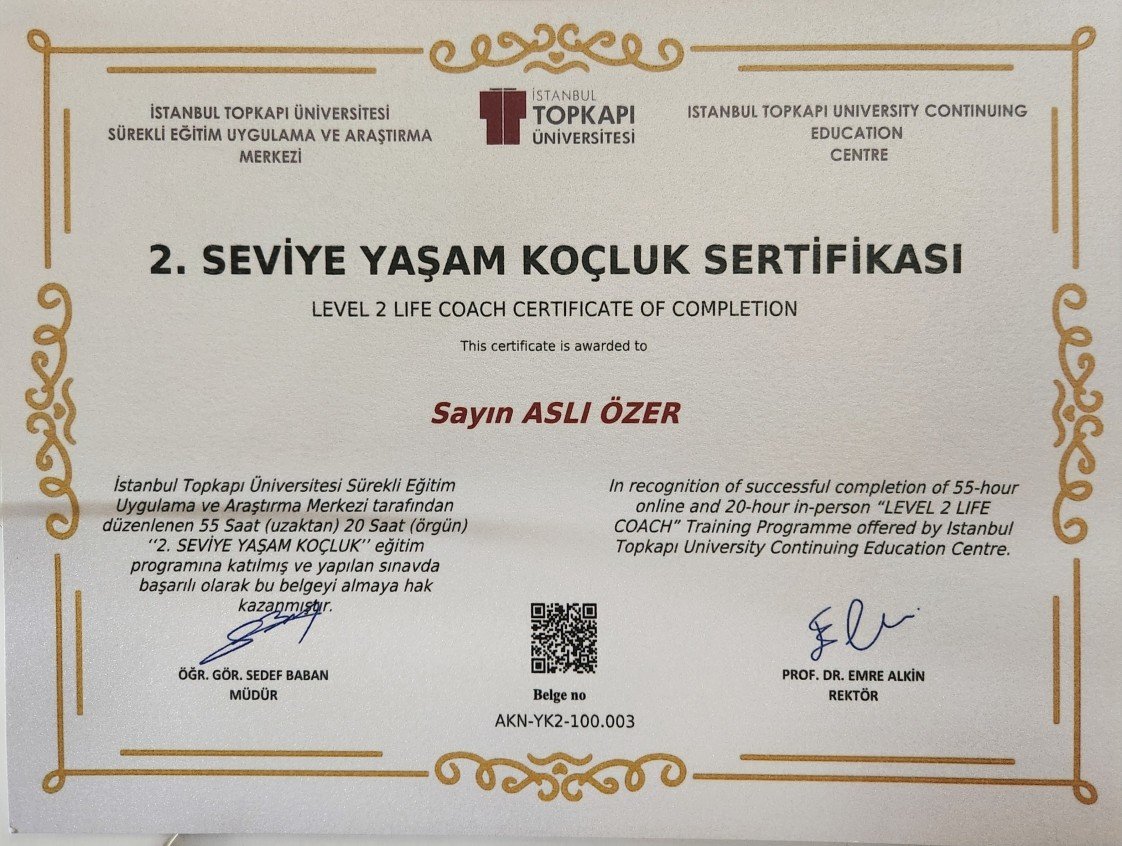 İSTANBUL TOPKAPI ÜNİVERSİTESİ
SÜREKLİ EĞİTİM UYGULAMA VE ARAŞTIRMA
MERKEZİ
İSTANBUL
TOPKAPI
ÜNİVERSİTESİ
ISTANBUL TOPKAPI UNIVERSITY CONTINUING
EDUCATION
CENTRE
2. SEVİYE YAŞAM KOÇLUK SERTİFİKASI
LEVEL 2 LIFE COACH CERTIFICATE OF COMPLETION
This certificate is awarded to
Sayın ASLI ÖZER
İstanbul Topkapı Üniversitesi Sürekli Eğitim
Uygulama ve Araştırma Merkezi tarafından
düzenlenen 55 Saat (uzaktan) 20 Saat (örgün)
‘‘2. SEVİYE YAŞAM KOÇLUK’’ eğitim
programına katılmış ve yapılan sınavda
başarılı olarak bu belgeyi almaya hak
kazanmıştır.
In recognition of successful completion of 55-hour
online and 20-hour in-person “LEVEL 2 LIFE
COACH” Training Programme offered by Istanbul
Topkapı University Continuing Education Centre.
ÖĞR. GÖR. SEDEF BABAN
MÜDÜR
Belge no
AKN-YK2-100.003
PROF. DR. EMRE ALKİN
REKTÖR